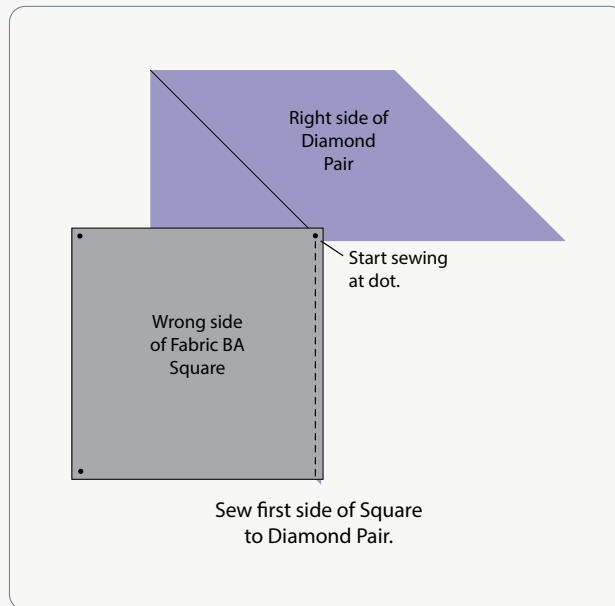 Right side of
Diamond
Pair
Start sewing
at dot.
Wrong side
of Fabric BA
Square
Sew first side of Square
to Diamond Pair.